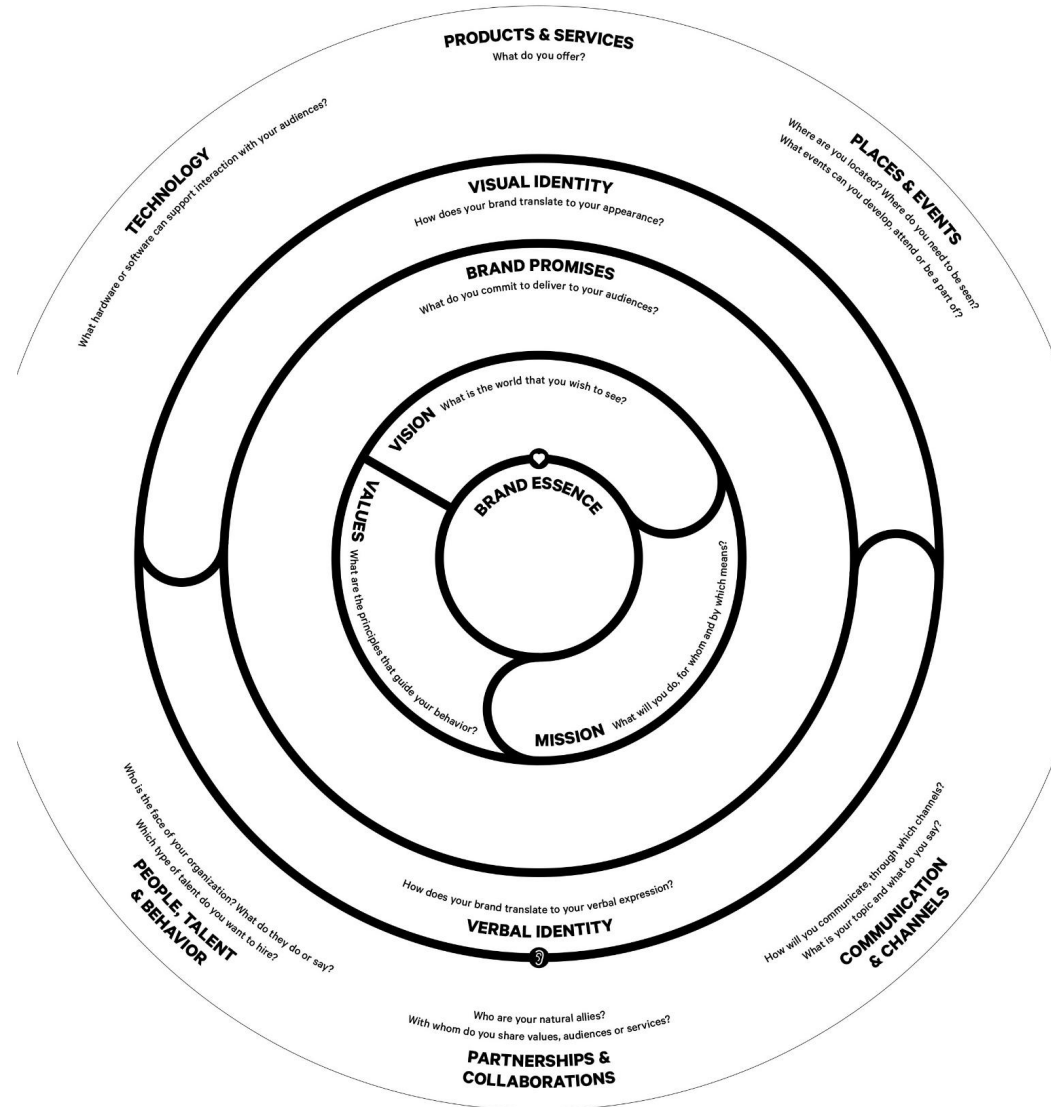 PRODUCTS & SERVICES
What do you offer?
TECHNOLOGY
What hardware or software can support interaction with your audiences?
PLACES & EVENTS
Where are you located? Where do you need to be seen?
What events can you develop, attend or be a part of?
VISUAL IDENTITY
How does your brand translate to your appearance?
BRAND PROMISES
What do you commit to deliver to your audiences?
VISION What is the world that you wish to see?
BRAND ESSENCE
VALUES What are the principles that guide your behavior?
MISSION What will you do, for whom and by which means?
How does your brand translate to your verbal expression?
VERBAL IDENTITY
Who is the face of your organization? What do they do or say?
Which type of talent do you want to hire?
PEOPLE, TALENT
& BEHAVIOR
How will you communicate, through which channels?
What is your topic and what do you say?
COMMUNICATION
& CHANNELS
Who are your natural allies?
With whom do you share values, audiences or services?
PARTNERSHIPS &
COLLABORATIONS